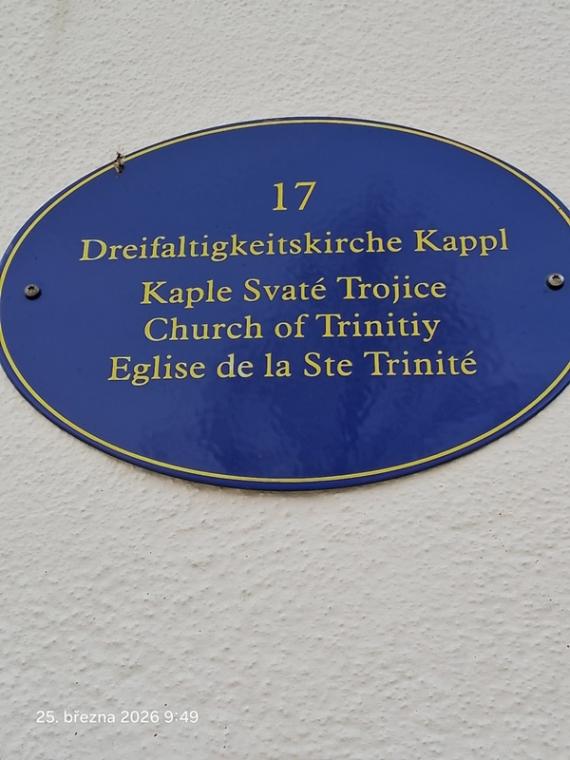 17
Dreifaltigkeitskirche Kappl
Kaple Svaté Trojice
Church of Trinitiy
Eglise de la Ste Trinité
25. března 2026 9:49